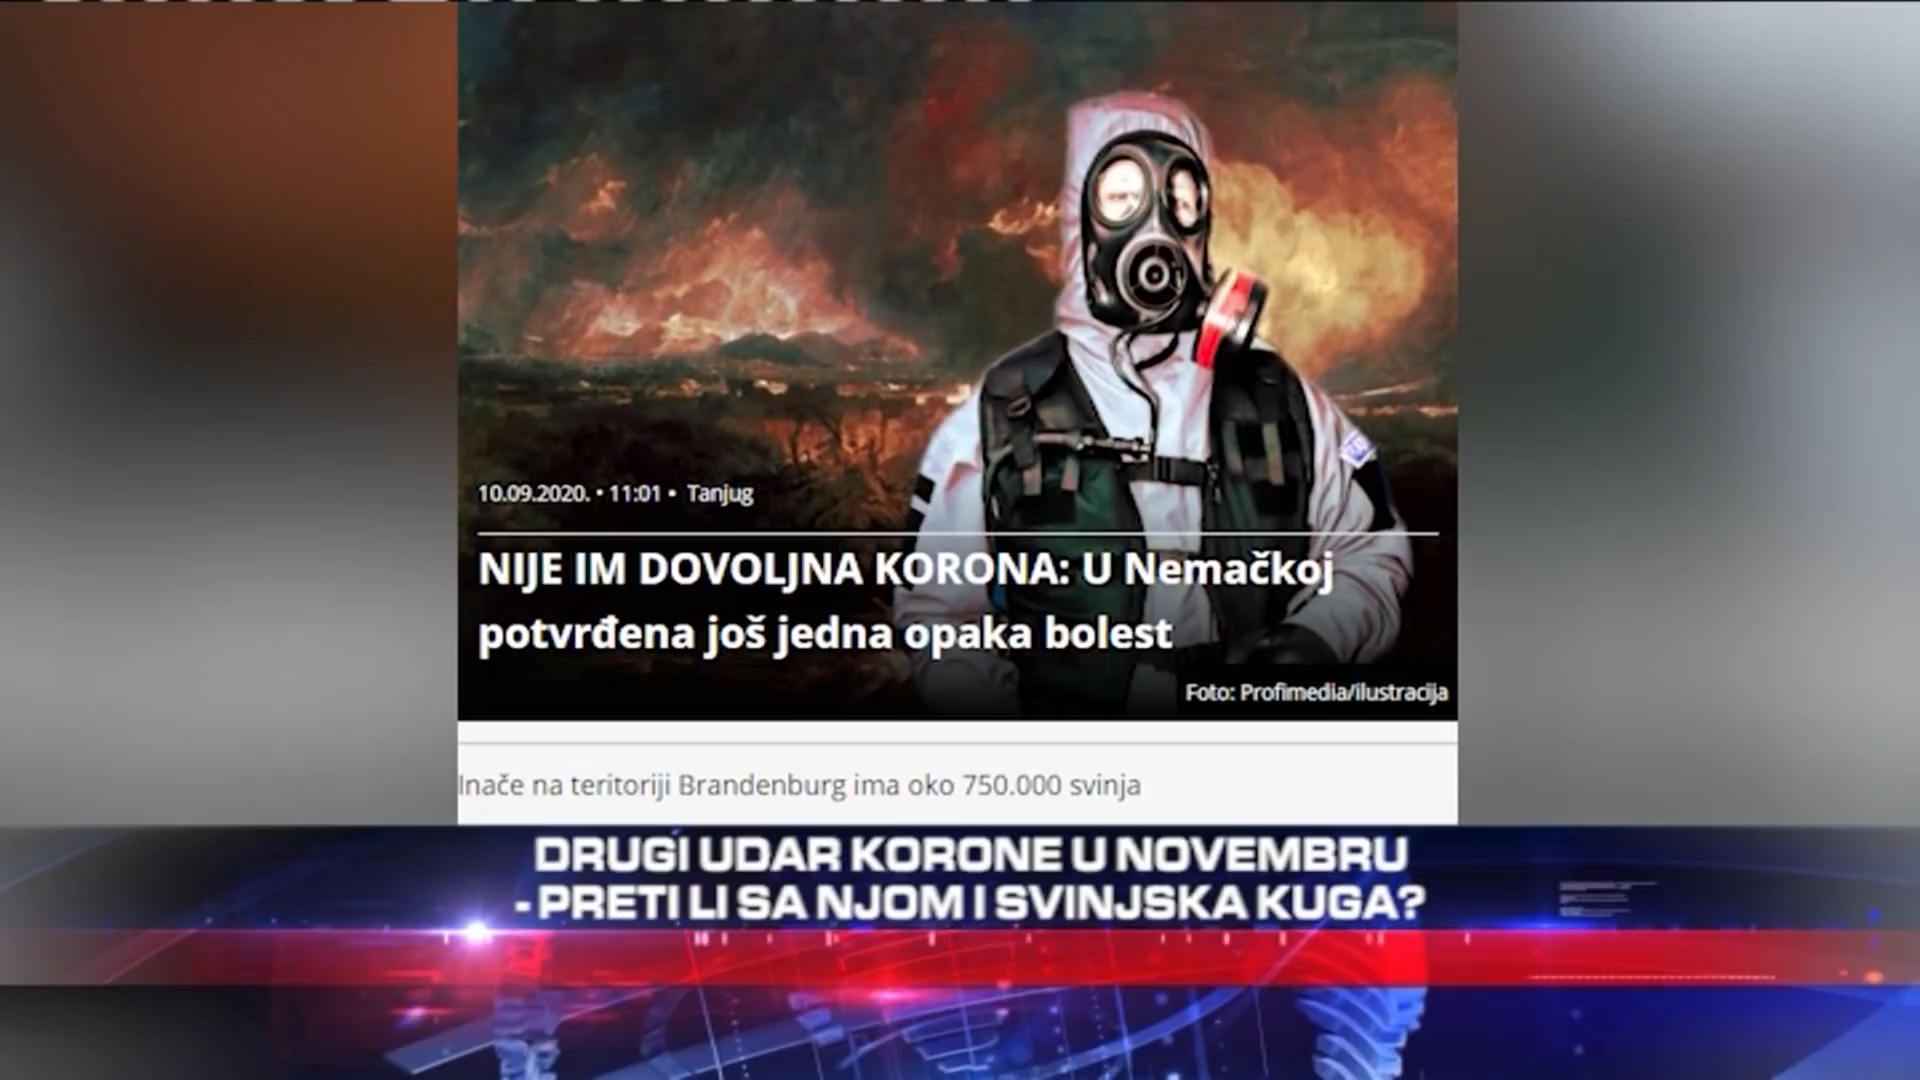 10.09.2020. • 11:01 • Tanjug
NIJE IM DOVOLJNA KORONA: U Nemačkoj
potvrđena još jedna opaka bolest
Foto: Profimedia/ilustracija
Inače na teritoriji Brandenburg ima oko 750.000 svinja
DRUGI UDAR KORONE U NOVEMBRU
- PRETI LI SA NJOM I SVINJSKA KUGA?